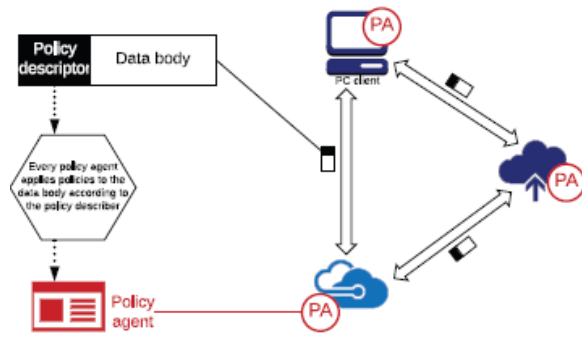 Policy
descriptor
Data body
PA
PC client
Every policy agent
applies policies to the
data body according to
the policy describer
PA
Policy
agent
PA